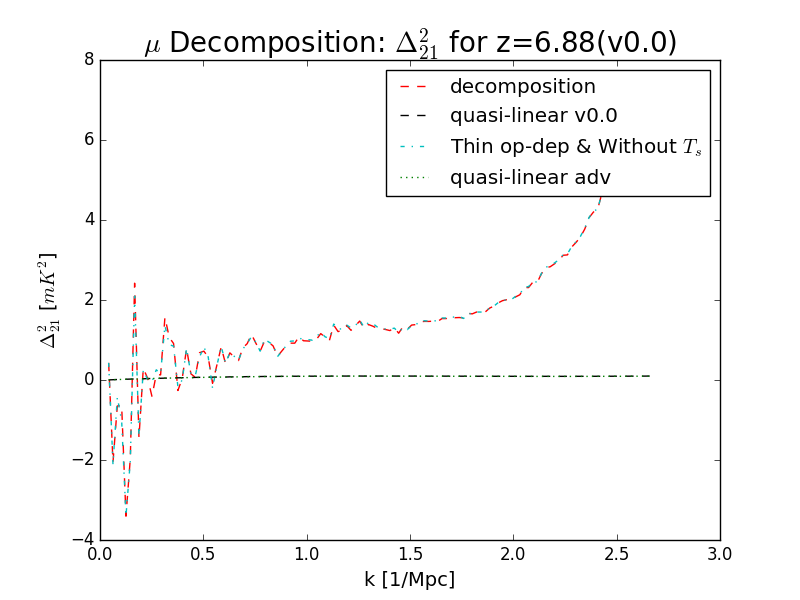 μ Decomposition: Δ²₂₁ for z=6.88(v0.0)
8
6
4
2
0
−2
−4
Δ²₂₁ [mK²]
decomposition
quasi-linear v0.0
Thin op-dep & Without Tₛ
quasi-linear adv
0.0 0.5 1.0 1.5 2.0 2.5 3.0
k [1/Mpc]